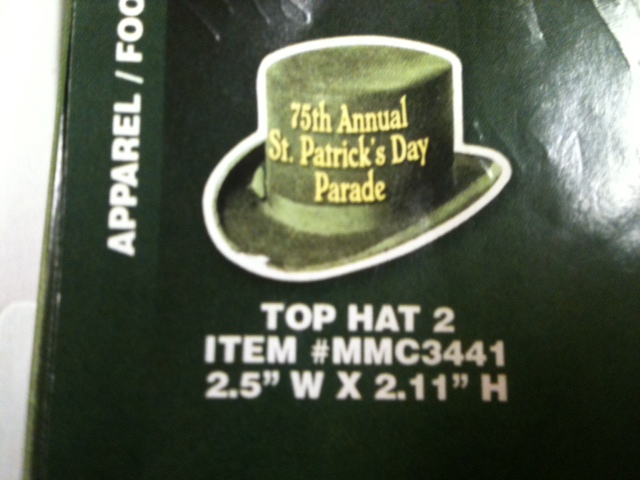 APPAREL / FOO
75th Annual
St. Patrick's Day
Parade
TOP HAT 2
ITEM #MMC3441
2.5” W X 2.11” H